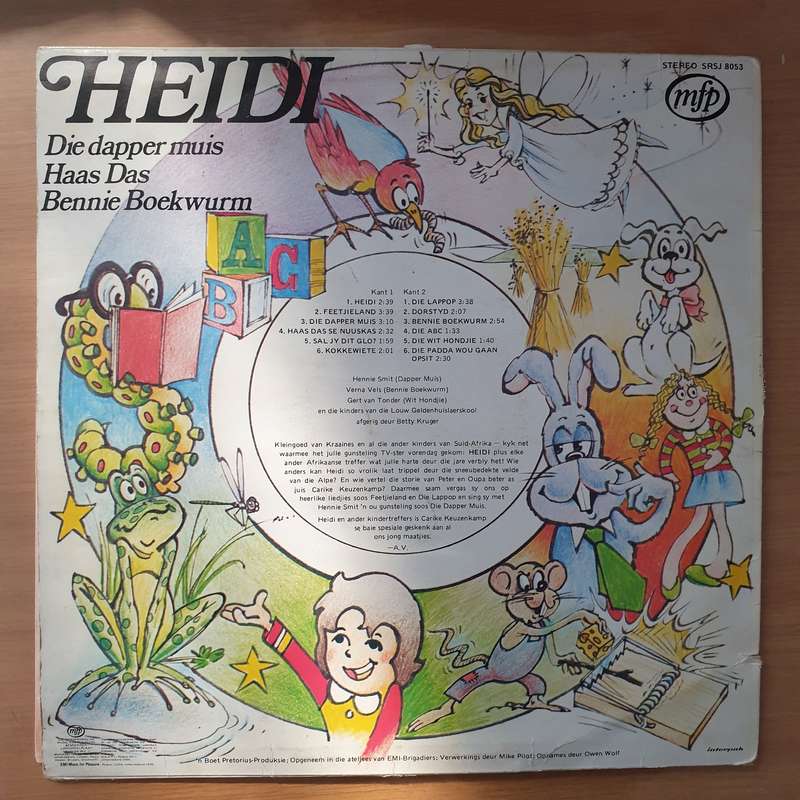 HEIDI
Die dapper muis
Haas Das
Bennie Boekwurm
STEREO SRSJ 8053
mfp
A
B
C
Kant 1
1. HEIDI 2:39
2. FEETJIELAND 3:39
3. DIE DAPPER MUIS 3:10
4. HAAS DAS SE NUUSKAS 2:32
5. SAL JY DIT GLO? 1:59
6. KOKKEWIETE 2:01
Kant 2
1. DIE LAPPOP 3:38
2. DORSTYD 2:07
3. BENNIE BOEKWURM 2:54
4. DIE ABC 1:33
5. DIE WIT HONDJIE 1:40
6. DIE PADDA WOU GAAN
OPSIT 2:30
Hennie Smit (Dapper Muis)
Verna Vels (Bennie Boekwurm)
Gert van Tonder (Wit Hondjie)
en die kinders van die Louw Geldenhuislaerskool
afgerig deur Betty Kruger
Kleingoed van Kraaines en al die ander kinders van Suid-Afrika — kyk net
waarmee het julle gunsteling TV-ster vorendag gekom: HEIDI plus elke
ander Afrikaanse treffer wat julle harte deur die jare verbly het! Wie
anders kan Heidi so vrolik laat trippel deur die sneeubedekte velde
van die Alpe? En wie vertel die storie van Peter en Oupa beter as
juis Carike Keuzenkamp? Daarmee saam vergas sy ons op
heerlike liedjies soos Feetjieland en Die Lappop en sing sy met
Hennie Smit 'n ou gunsteling soos Die Dapper Muis.
Heidi en ander kindertreffers is Carike Keuzenkamp
se baie spesiale geskenk aan al
ons jong maatjies.
—A.V.
mfp
EMI-Music for Pleasure
'n Boet Pretorius-Produksie; Opgeneem in die ateljees van EMI-Brigadiers; Verwerkings deur Mike Pilot; Opnames deur Owen Wolf
interpak